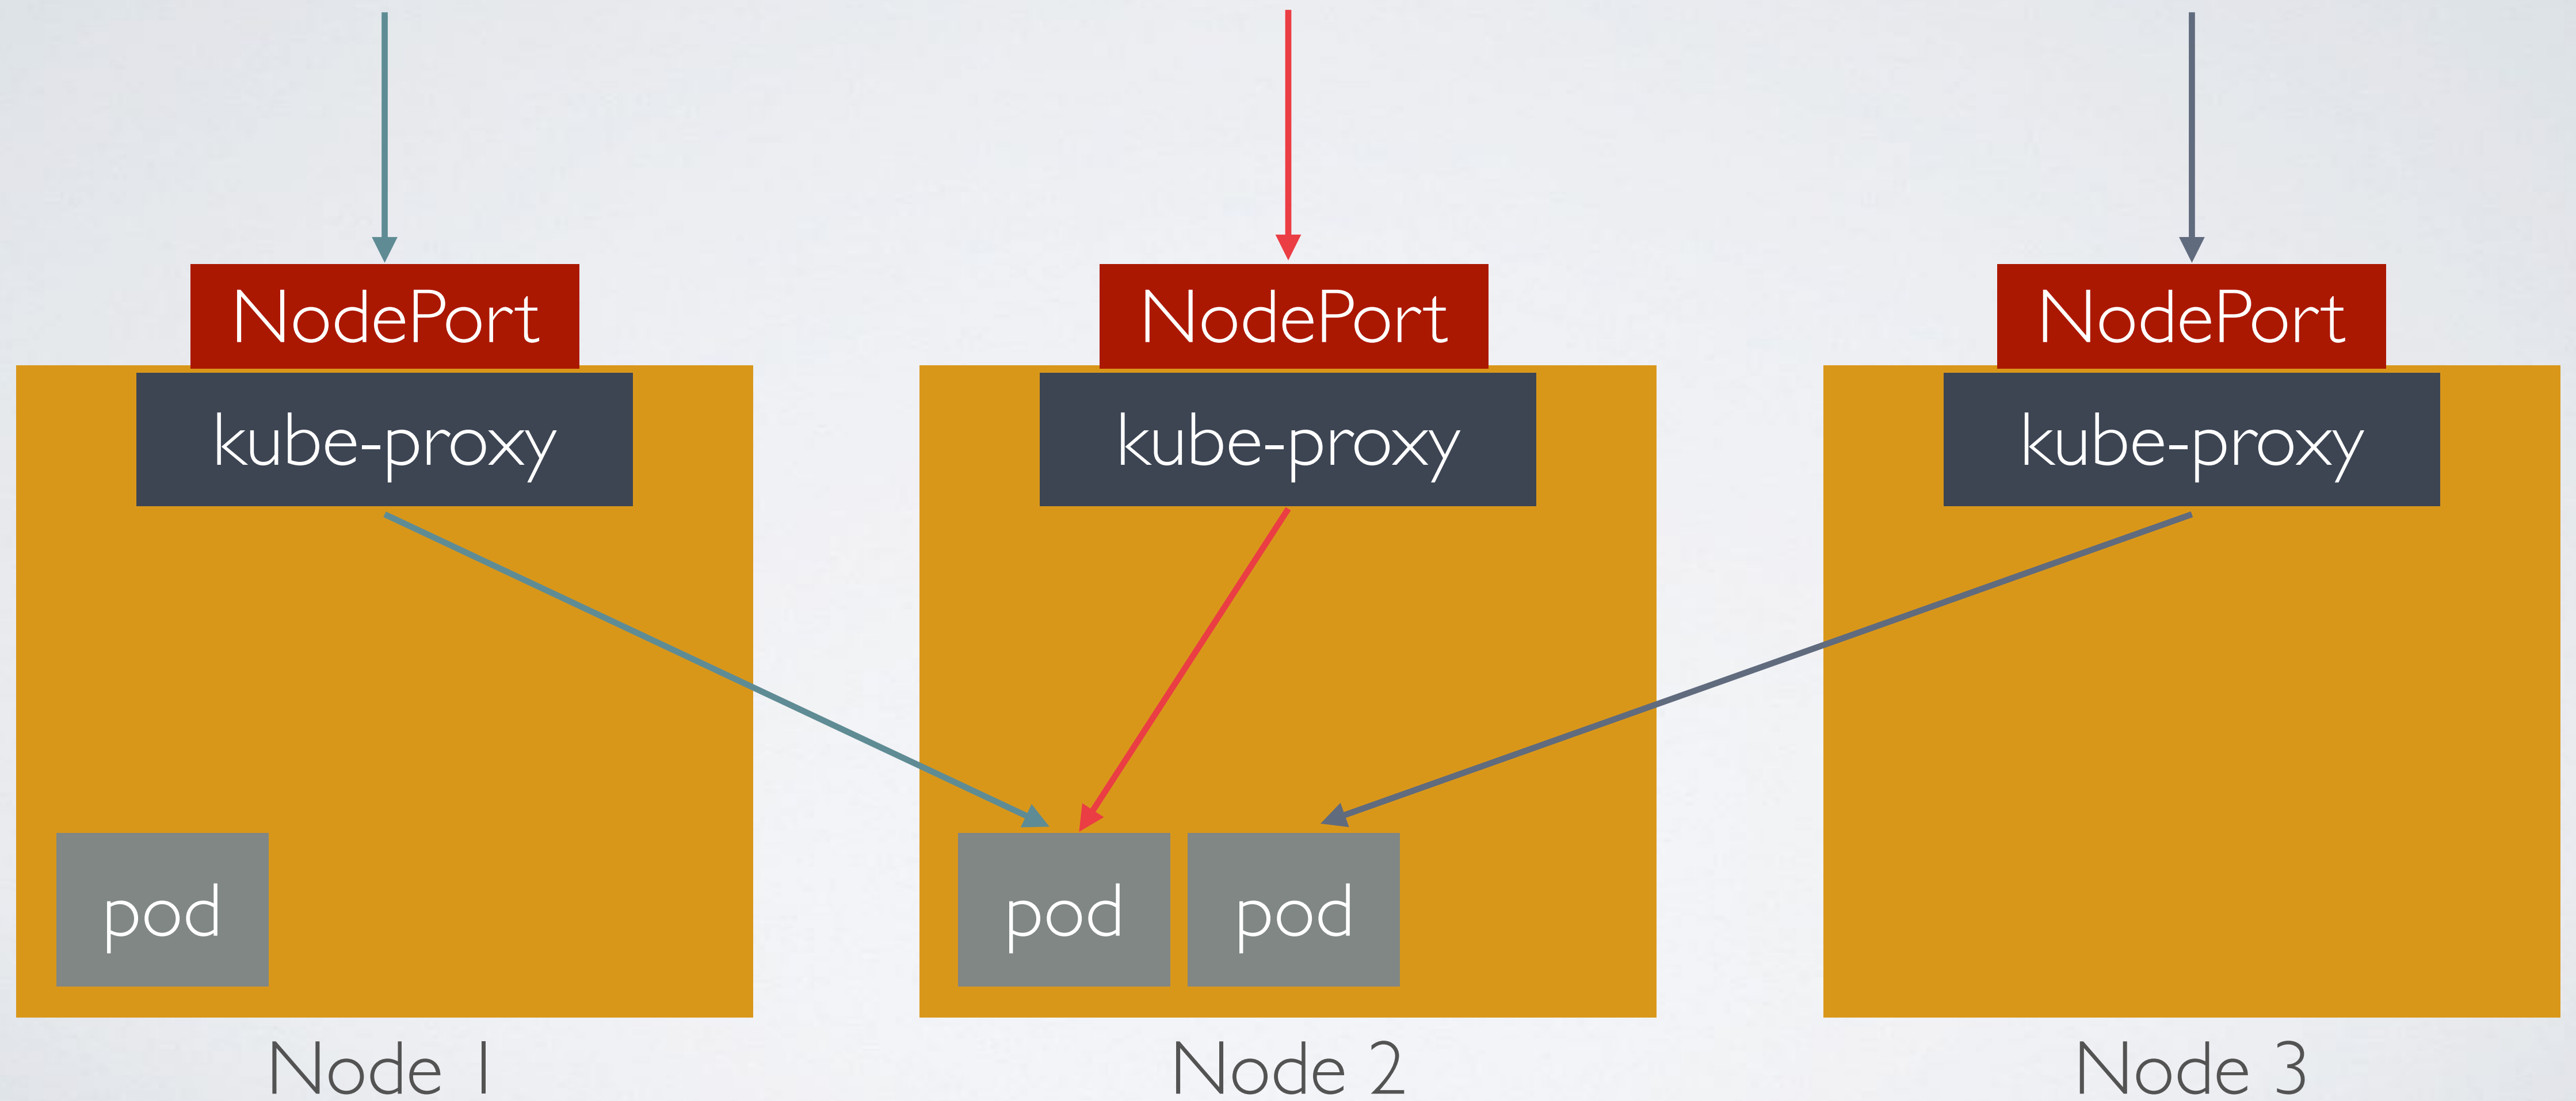 NodePort
NodePort
NodePort
kube-proxy
kube-proxy
kube-proxy
pod
pod
pod
Node 1
Node 2
Node 3